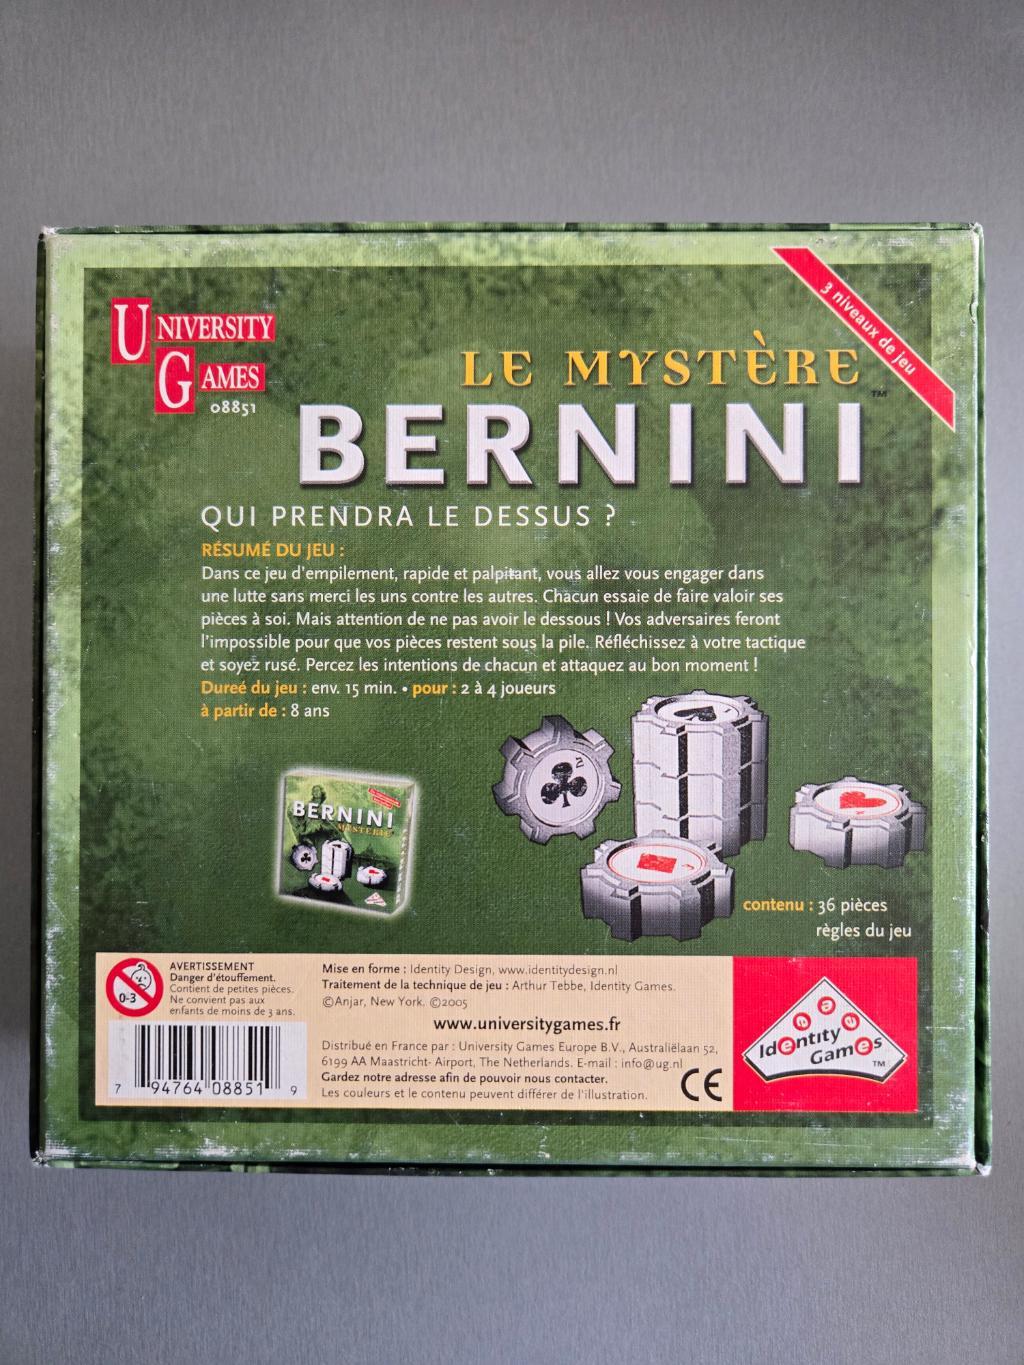 3 niveaux de jeu
UNIVERSITY
GAMES
08851
LE MYSTÈRE
BERNINI™
QUI PRENDRA LE DESSUS ?
RÉSUMÉ DU JEU :
Dans ce jeu d'empilement, rapide et palpitant, vous allez vous engager dans
une lutte sans merci les uns contre les autres. Chacun essaie de faire valoir ses
pièces à soi. Mais attention de ne pas avoir le dessous ! Vos adversaires feront
l'impossible pour que vos pièces restent sous la pile. Réfléchissez à votre tactique
et soyez rusé. Percez les intentions de chacun et attaquez au bon moment !
Dureé du jeu : env. 15 min. • pour : 2 à 4 joueurs
à partir de : 8 ans
2
BERNINI
MYSTERIE
contenu : 36 pièces
règles du jeu
0-3
AVERTISSEMENT
Danger d'étouffement.
Contient de petites pièces.
Ne convient pas aux
enfants de moins de 3 ans.
7 94764 08851 9
Mise en forme : Identity Design, www.identitydesign.nl
Traitement de la technique de jeu : Arthur Tebbe, Identity Games.
©Anjar, New York. ©2005
www.universitygames.fr
Distribué en France par : University Games Europe B.V., Australiëlaan 52,
6199 AA Maastricht- Airport, The Netherlands. E-mail : info@ug.nl
Gardez notre adresse afin de pouvoir nous contacter.
Les couleurs et le contenu peuvent différer de l'illustration.
CE
Identity
Games™